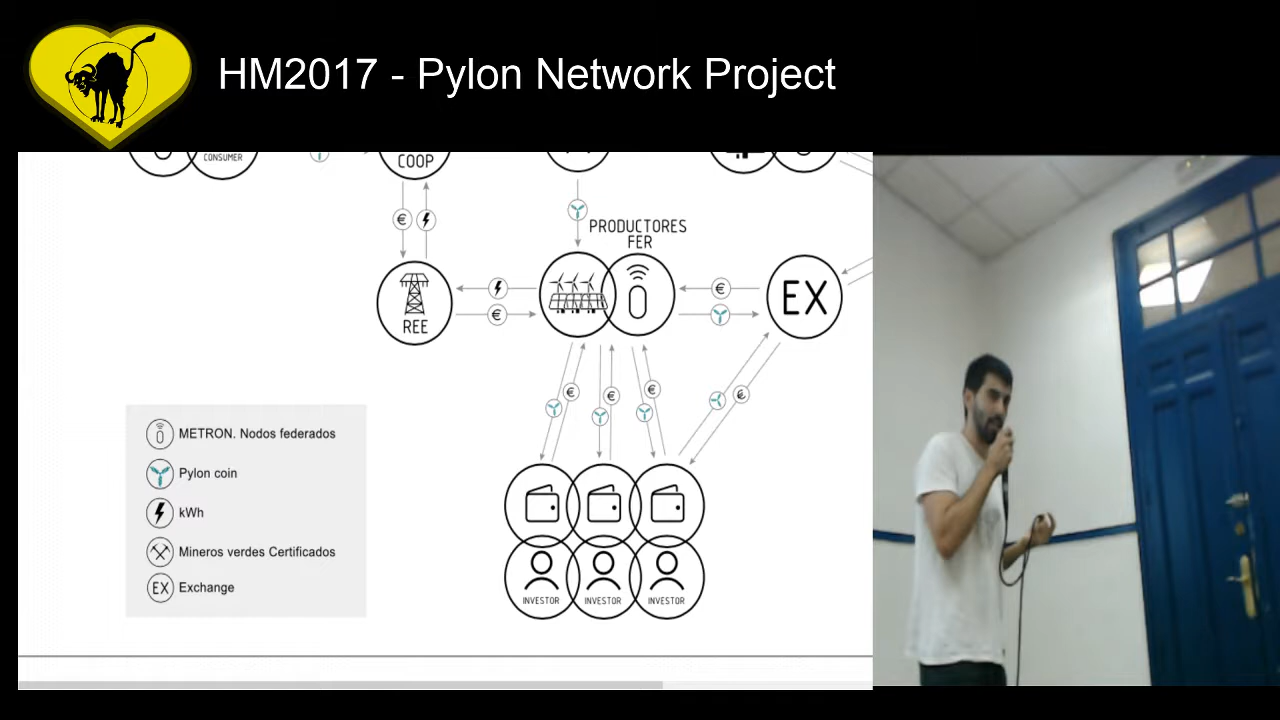 HM2017 - Pylon Network Project
CONSUMER
COOP
€
PRODUCTORES
FER
€
EX
REE
€
€
€
€
€
METRON. Nodos federados
Pylon coin
kWh
Mineros verdes Certificados
EX
Exchange
INVESTOR
INVESTOR
INVESTOR